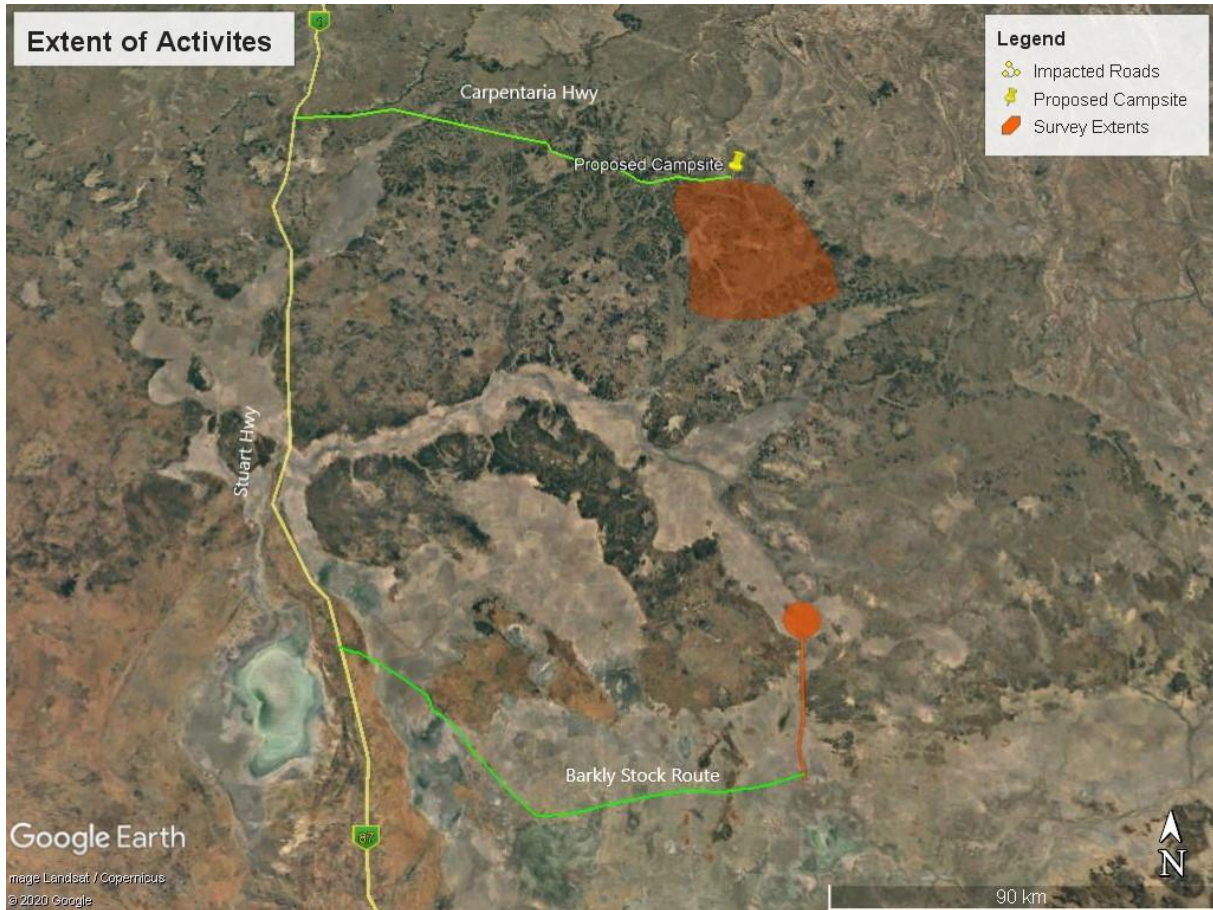 Extent of Activites
Legend
Impacted Roads
Proposed Campsite
Survey Extents
1
Carpentaria Hwy
Proposed Campsite
Stuart Hwy
Barkly Stock Route
87
Google Earth
mage Landsat / Copernicus
© 2020 Google
N
90 km